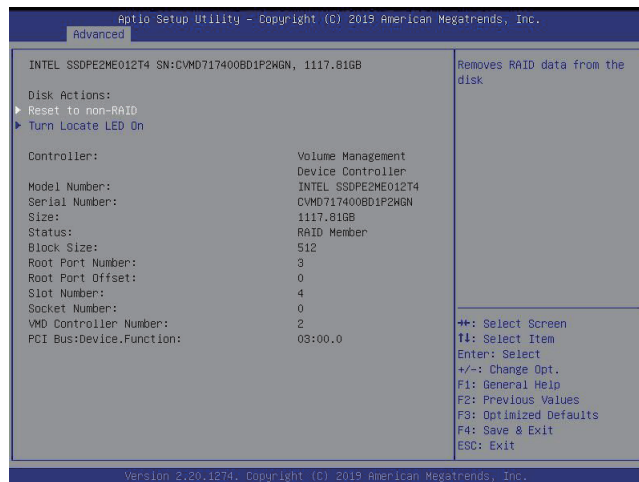 Aptio Setup Utility – Copyright (C) 2019 American Megatrends, Inc.
Advanced
INTEL SSDPE2ME012T4 SN:CVMD717400BD1P2WGN, 1117.81GB
Disk Actions:
Reset to non-RAID
Turn Locate LED On
Controller: Volume Management
Device Controller
Model Number: INTEL SSDPE2ME012T4
Serial Number: CVMD717400BD1P2WGN
Size: 1117.81GB
Status: RAID Member
Block Size: 512
Root Port Number: 3
Root Port Offset: 0
Slot Number: 4
Socket Number: 0
VMD Controller Number: 2
PCI Bus:Device.Function: 03:00.0
Removes RAID data from the
disk
→←: Select Screen
↑↓: Select Item
Enter: Select
+/-: Change Opt.
F1: General Help
F2: Previous Values
F3: Optimized Defaults
F4: Save & Exit
ESC: Exit
Version 2.20.1274. Copyright (C) 2019 American Megatrends, Inc.